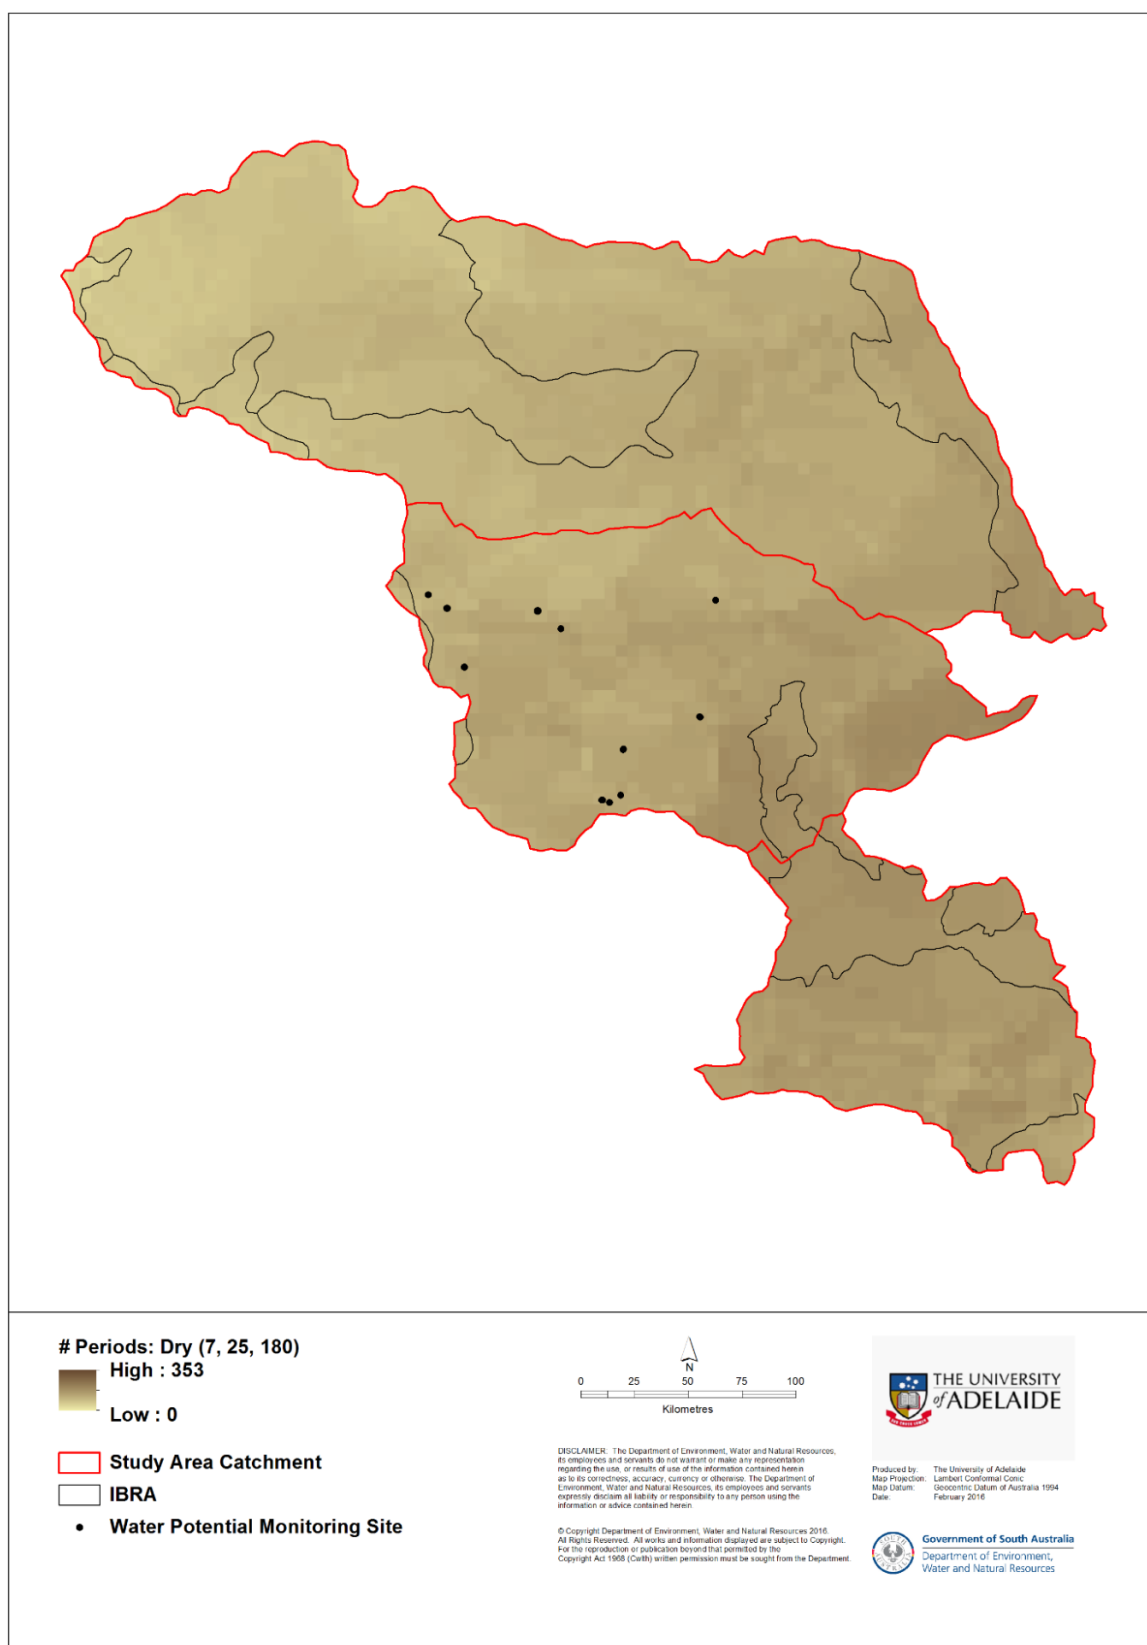 # Periods: Dry (7, 25, 180)
High : 353
Low : 0
Study Area Catchment
IBRA
Water Potential Monitoring Site
N
0 25 50 75 100
Kilometres
DISCLAIMER: The Department of Environment, Water and Natural Resources,
its employees and servants do not warrant or make any representation
regarding the use, or results of use of the information contained herein
as to its correctness, accuracy, currency or otherwise. The Department of
Environment, Water and Natural Resources, its employees and servants
expressly disclaim all liability or responsibility to any person using the
information or advice contained herein
© Copyright Department of Environment, Water and Natural Resources 2016.
All Rights Reserved. All works and information displayed are subject to Copyright.
For the reproduction or publication beyond that permitted by the
Copyright Act 1968 (Cwlth) written permission must be sought from the Department.
THE UNIVERSITY
of ADELAIDE
Produced by: The University of Adelaide
Map Projection: Lambert Conformal Conic
Map Datum: Geocentric Datum of Australia 1994
Date: February 2016
SOUTH
AUSTRALIA
Government of South Australia
Department of Environment,
Water and Natural Resources